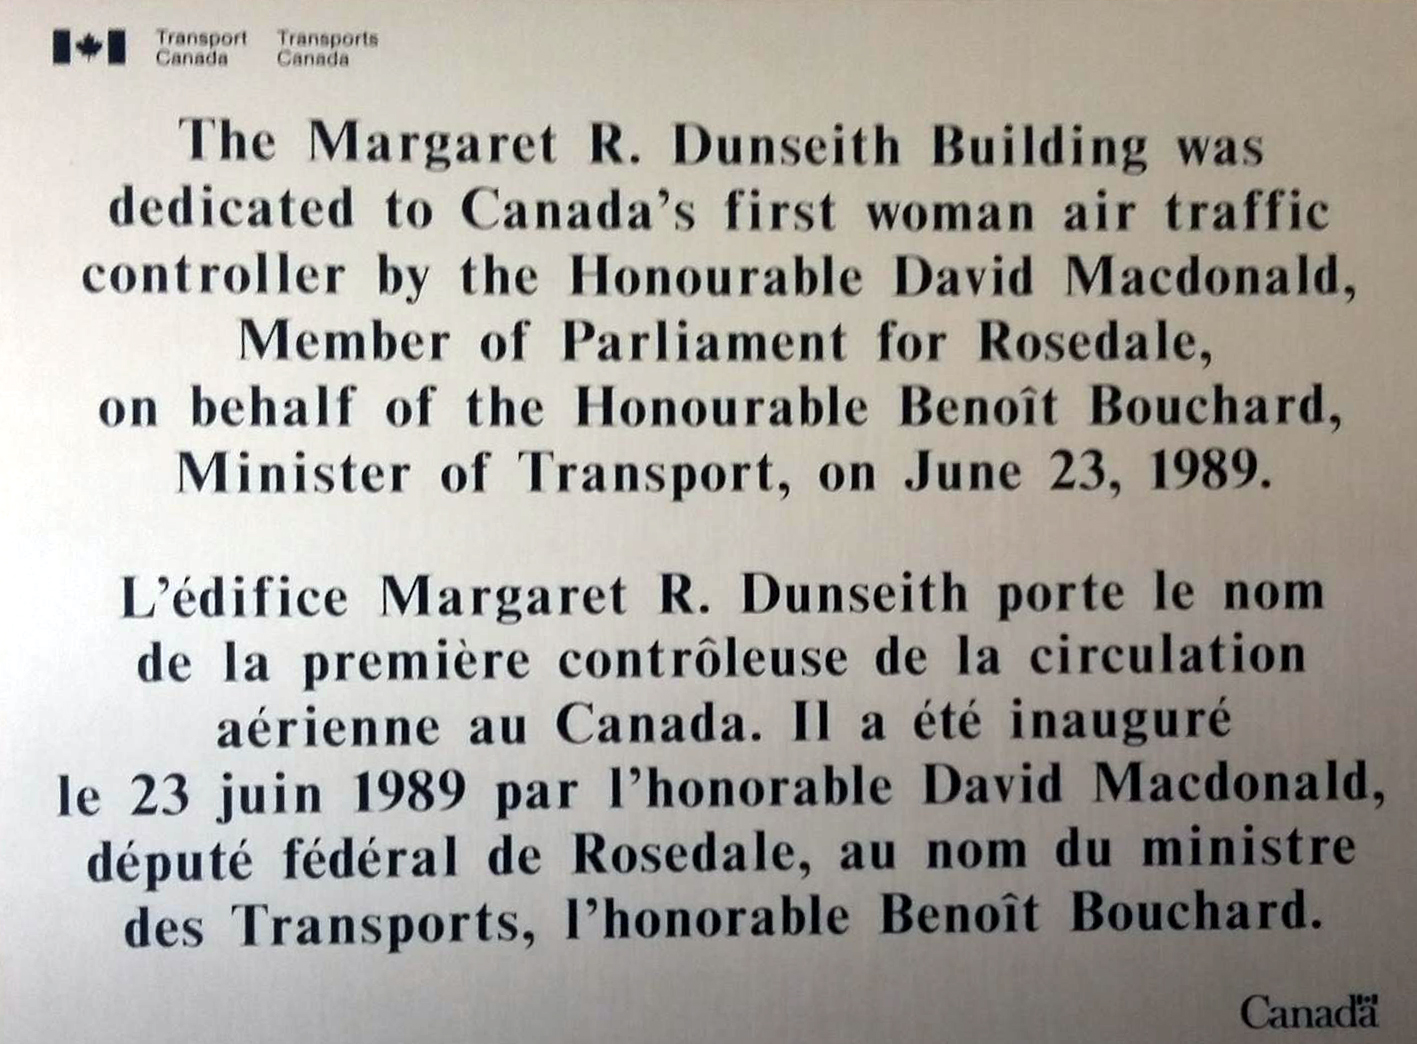 Transport Canada
Transports Canada
The Margaret R. Dunseith Building was
dedicated to Canada's first woman air traffic
controller by the Honourable David Macdonald,
Member of Parliament for Rosedale,
on behalf of the Honourable Benoît Bouchard,
Minister of Transport, on June 23, 1989.
L'édifice Margaret R. Dunseith porte le nom
de la première contrôleuse de la circulation
aérienne au Canada. Il a été inauguré
le 23 juin 1989 par l'honorable David Macdonald,
député fédéral de Rosedale, au nom du ministre
des Transports, l'honorable Benoît Bouchard.
Canada